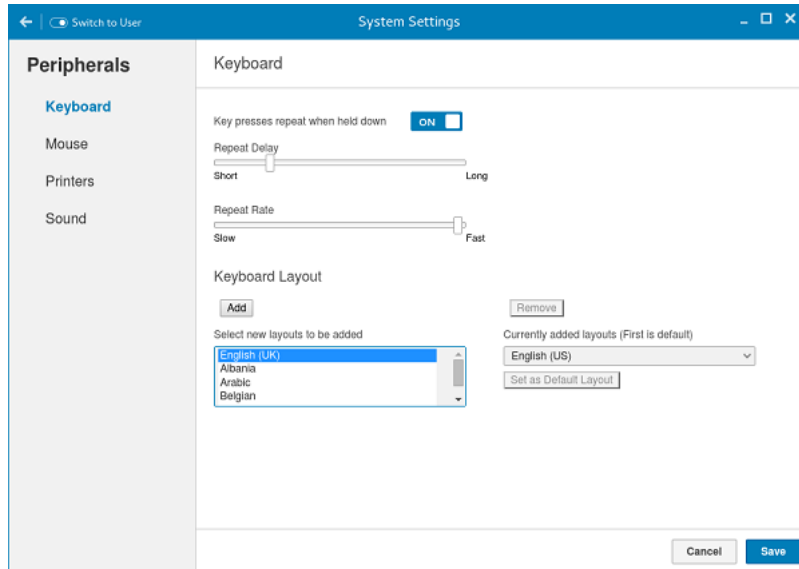 Switch to User
System Settings
Peripherals
Keyboard
Mouse
Printers
Sound
Keyboard
Key presses repeat when held down
ON
Repeat Delay
Short
Long
Repeat Rate
Slow
Fast
Keyboard Layout
Add
Select new layouts to be added
English (UK)
Albania
Arabic
Belgian
Remove
Currently added layouts (First is default)
English (US)
Set as Default Layout
Cancel
Save